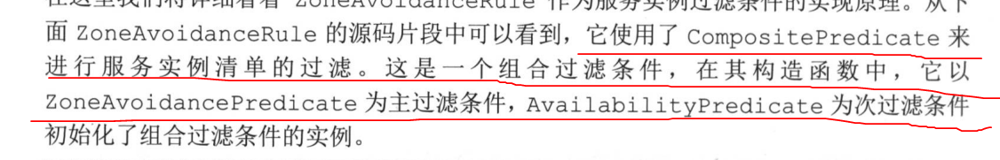 在这里我们将详细看看 ZoneAvoidanceRule 作为服务实例过滤条件的实现原理。从下
面 ZoneAvoidanceRule 的源码片段中可以看到，它使用了 CompositePredicate 来
进行服务实例清单的过滤。这是一个组合过滤条件，在其构造函数中，它以
ZoneAvoidancePredicate 为主过滤条件，AvailabilityPredicate 为次过滤条件
初始化了组合过滤条件的实例。